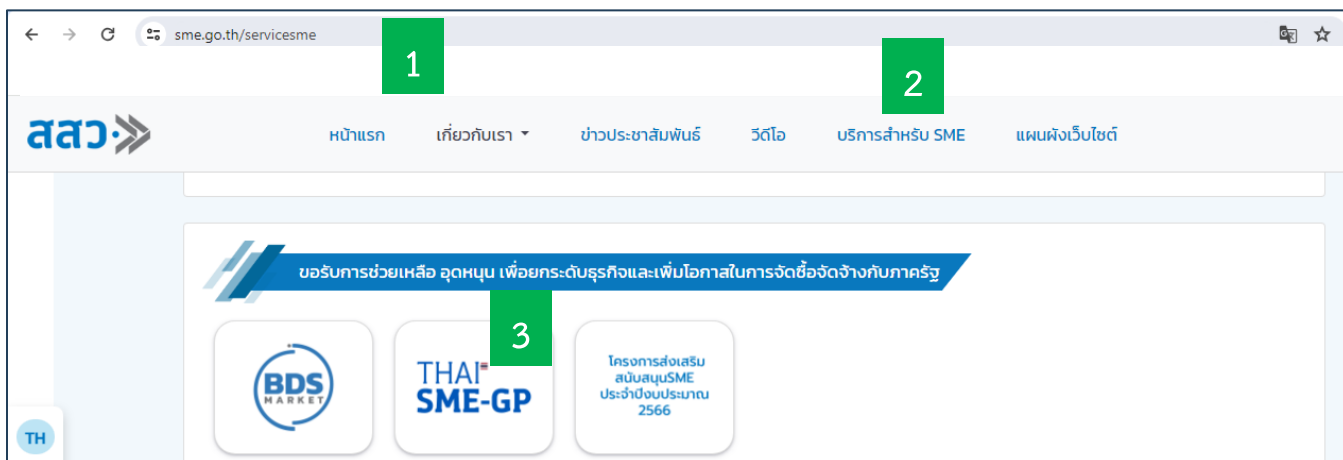 sme.go.th/servicesme
1
2
สสว.
หน้าแรก เกี่ยวกับเรา ข่าวประชาสัมพันธ์ วีดีโอ บริการสำหรับ SME แผนผังเว็บไซต์
ขอรับการช่วยเหลือ อุดหนุน เพื่อยกระดับธุรกิจและเพิ่มโอกาสในการจัดซื้อจัดจ้างกับภาครัฐ
3
BDS
MARKET
THAI
SME-GP
โครงการส่งเสริม
สนับสนุนSME
ประจำปีงบประมาณ
2566
TH